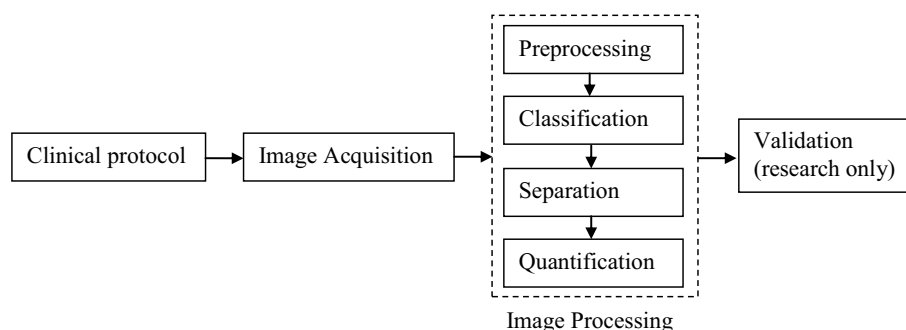 Clinical protocol
Image Acquisition
Preprocessing
Classification
Separation
Quantification
Image Processing
Validation
(research only)